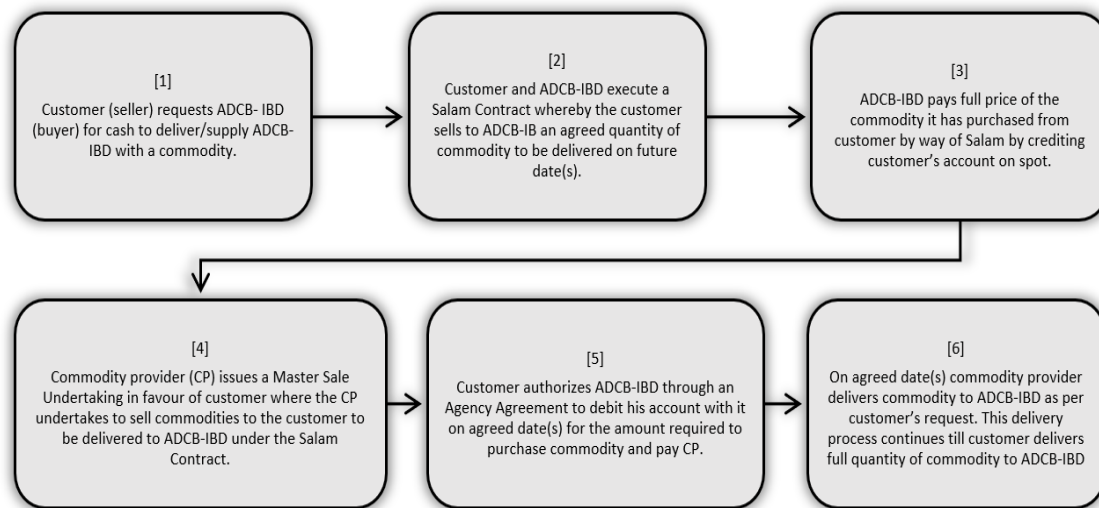 [1]
Customer (seller) requests ADCB- IBD
(buyer) for cash to deliver/supply ADCB-
IBD with a commodity.
[2]
Customer and ADCB-IBD execute a
Salam Contract whereby the customer
sells to ADCB-IB an agreed quantity of
commodity to be delivered on future
date(s).
[3]
ADCB-IBD pays full price of the
commodity it has purchased from
customer by way of Salam by crediting
customer’s account on spot.
[4]
Commodity provider (CP) issues a Master Sale
Undertaking in favour of customer where the CP
undertakes to sell commodities to the customer to
be delivered to ADCB-IBD under the Salam
Contract.
[5]
Customer authorizes ADCB-IBD through an
Agency Agreement to debit his account with it
on agreed date(s) for the amount required to
purchase commodity and pay CP.
[6]
On agreed date(s) commodity provider
delivers commodity to ADCB-IBD as per
customer’s request. This delivery
process continues till customer delivers
full quantity of commodity to ADCB-IBD